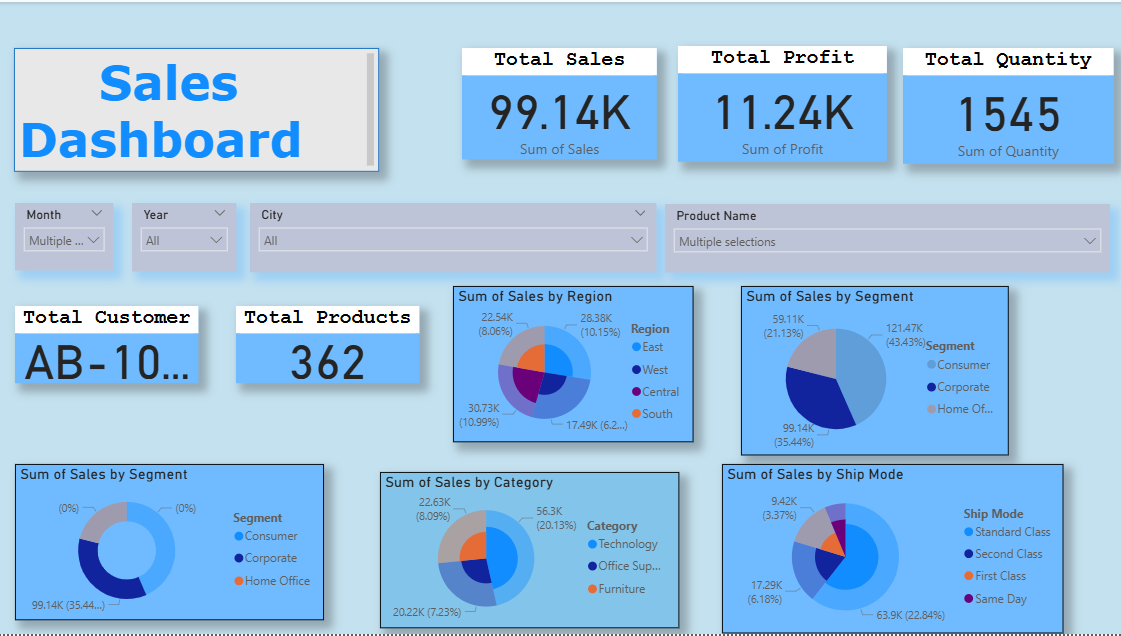 Sales
Dashboard
Total Sales
99.14K
Sum of Sales
Total Profit
11.24K
Sum of Profit
Total Quantity
1545
Sum of Quantity
Month
Multiple ...
Year
All
City
All
Product Name
Multiple selections
Total Customer
AB-10...
Total Products
362
Sum of Sales by Region
22.54K
(8.06%)
28.38K
(10.15%)
30.73K
(10.99%)
17.49K (6.2...)
Region
East
West
Central
South
Sum of Sales by Segment
59.11K
(21.13%)
121.47K
(43.43%)
99.14K
(35.44%)
Segment
Consumer
Corporate
Home Of...
Sum of Sales by Segment
(0%)
(0%)
99.14K (35.44...)
Segment
Consumer
Corporate
Home Office
Sum of Sales by Category
22.63K
(8.09%)
56.3K
(20.13%)
20.22K (7.23%)
Category
Technology
Office Sup...
Furniture
Sum of Sales by Ship Mode
9.42K
(3.37%)
17.29K
(6.18%)
63.9K (22.84%)
Ship Mode
Standard Class
Second Class
First Class
Same Day